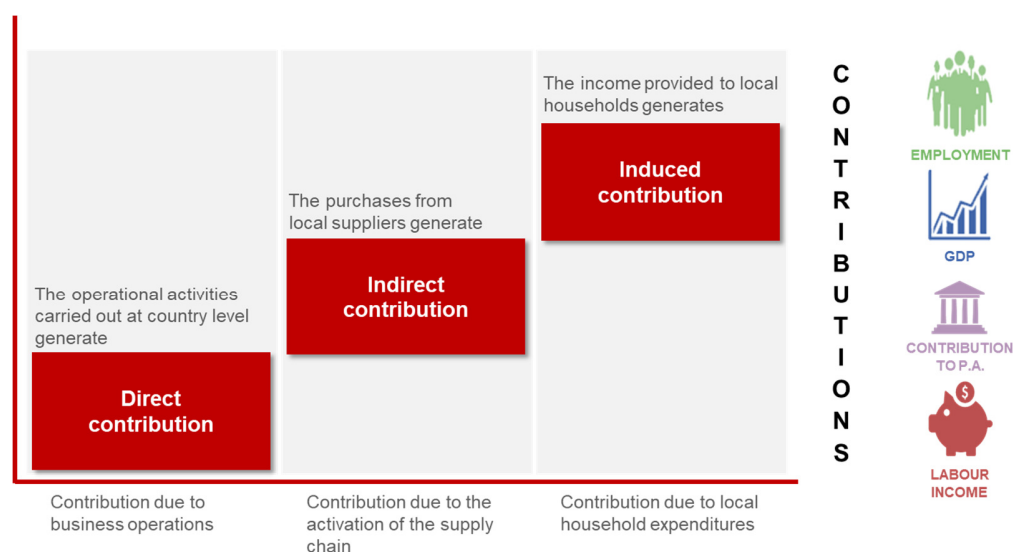 The income provided to local
households generates
Induced
contribution
The purchases from
local suppliers generate
Indirect
contribution
The operational activities
carried out at country level
generate
Direct
contribution
Contribution due to
business operations
Contribution due to the
activation of the supply
chain
Contribution due to local
household expenditures
C
O
N
T
R
I
B
U
T
I
O
N
S
EMPLOYMENT
GDP
CONTRIBUTION
TO P.A.
$
LABOUR
INCOME